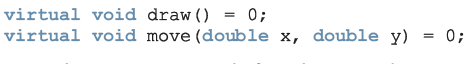 virtual void draw() = 0;
virtual void move(double x, double y) = 0;